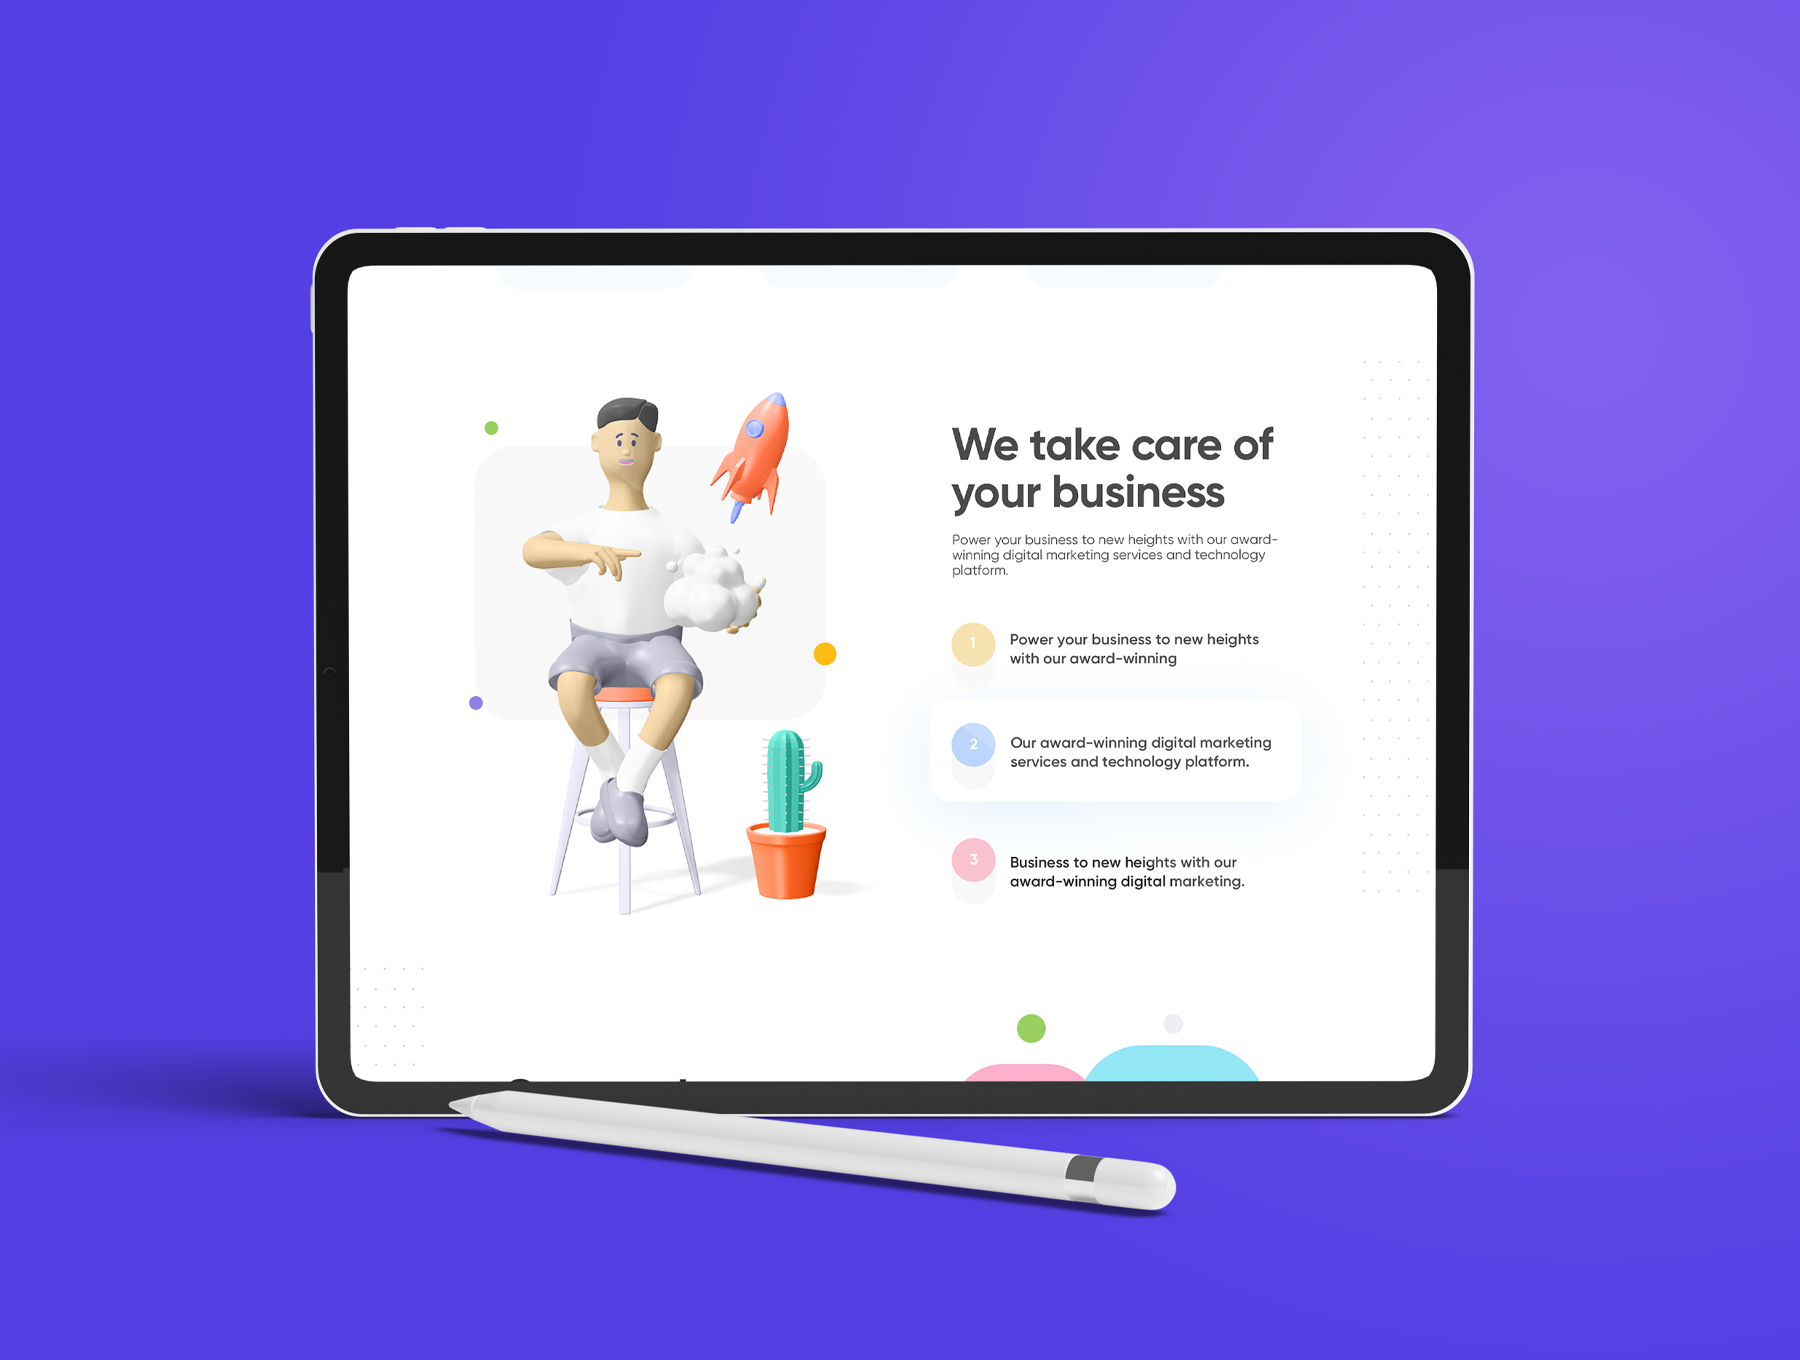 We take care of
your business
Power your business to new heights with our award-
winning digital marketing services and technology
platform.
1
Power your business to new heights
with our award-winning
2
Our award-winning digital marketing
services and technology platform.
3
Business to new heights with our
award-winning digital marketing.